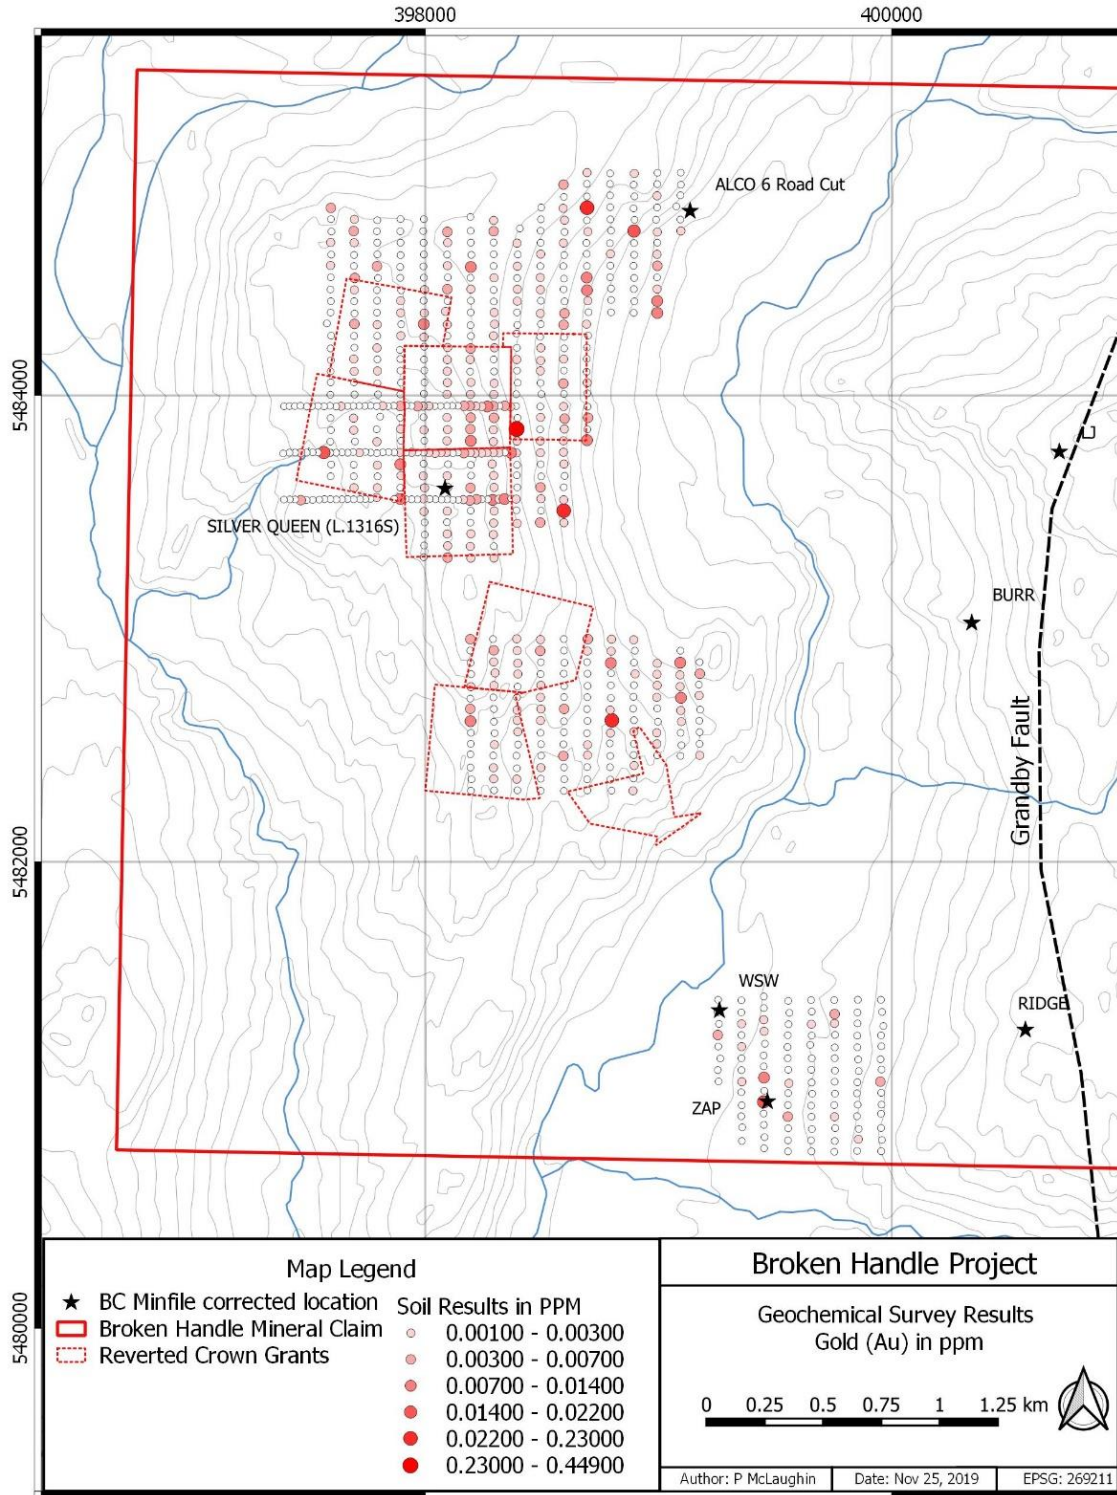 398000
400000
ALCO 6 Road Cut
5484000
SILVER QUEEN (L.1316S)
BURR
Grandby Fault
5482000
WSW
RIDGE
ZAP
5480000
Map Legend
BC Minfile corrected location
Broken Handle Mineral Claim
Reverted Crown Grants
Soil Results in PPM
0.00100 - 0.00300
0.00300 - 0.00700
0.00700 - 0.01400
0.01400 - 0.02200
0.02200 - 0.23000
0.23000 - 0.44900
Broken Handle Project
Geochemical Survey Results
Gold (Au) in ppm
0 0.25 0.5 0.75 1 1.25 km
Author: P McLaughin
Date: Nov 25, 2019
EPSG: 269211